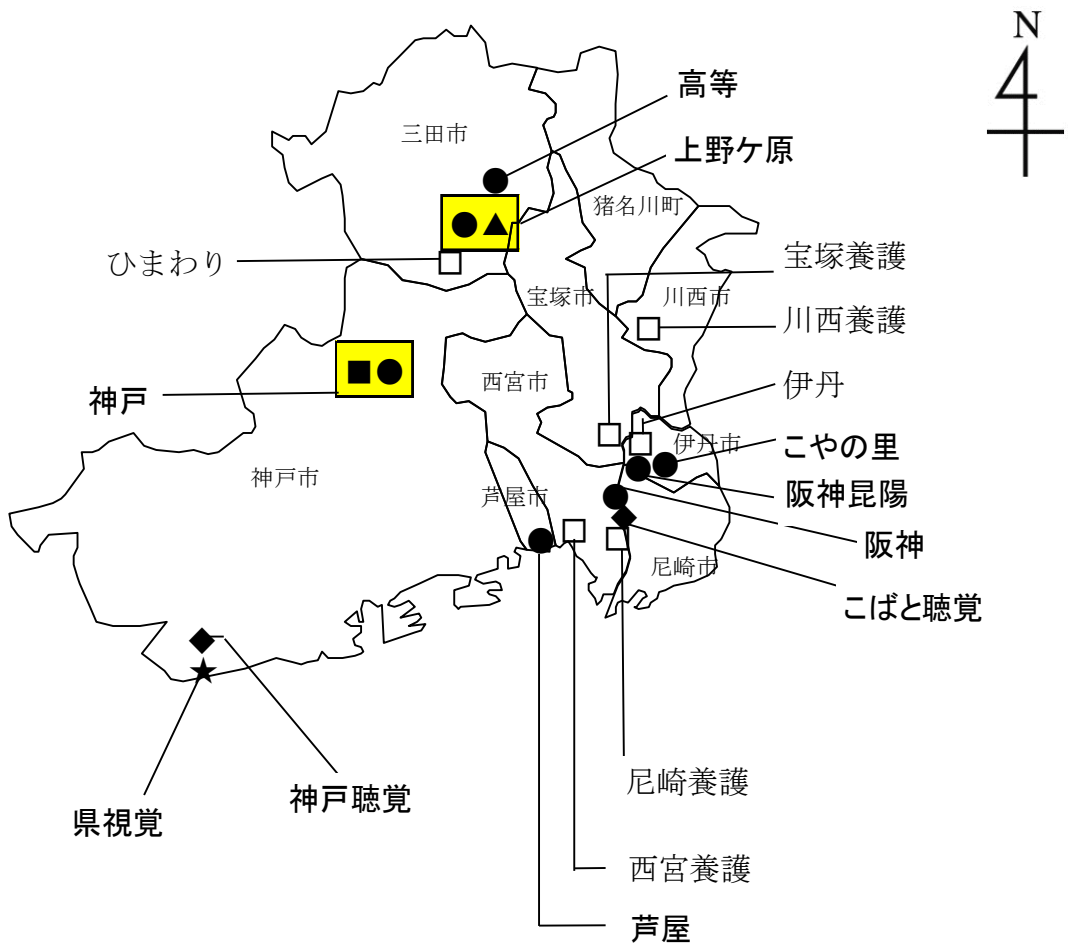 N
高等
三田市
上野ケ原
猪名川町
ひまわり
宝塚養護
宝塚市
川西市
川西養護
西宮市
伊丹
神戸
伊丹市
こやの里
神戸市
芦屋市
阪神昆陽
阪神
尼崎市
こばと聴覚
尼崎養護
神戸聴覚
県視覚
西宮養護
芦屋